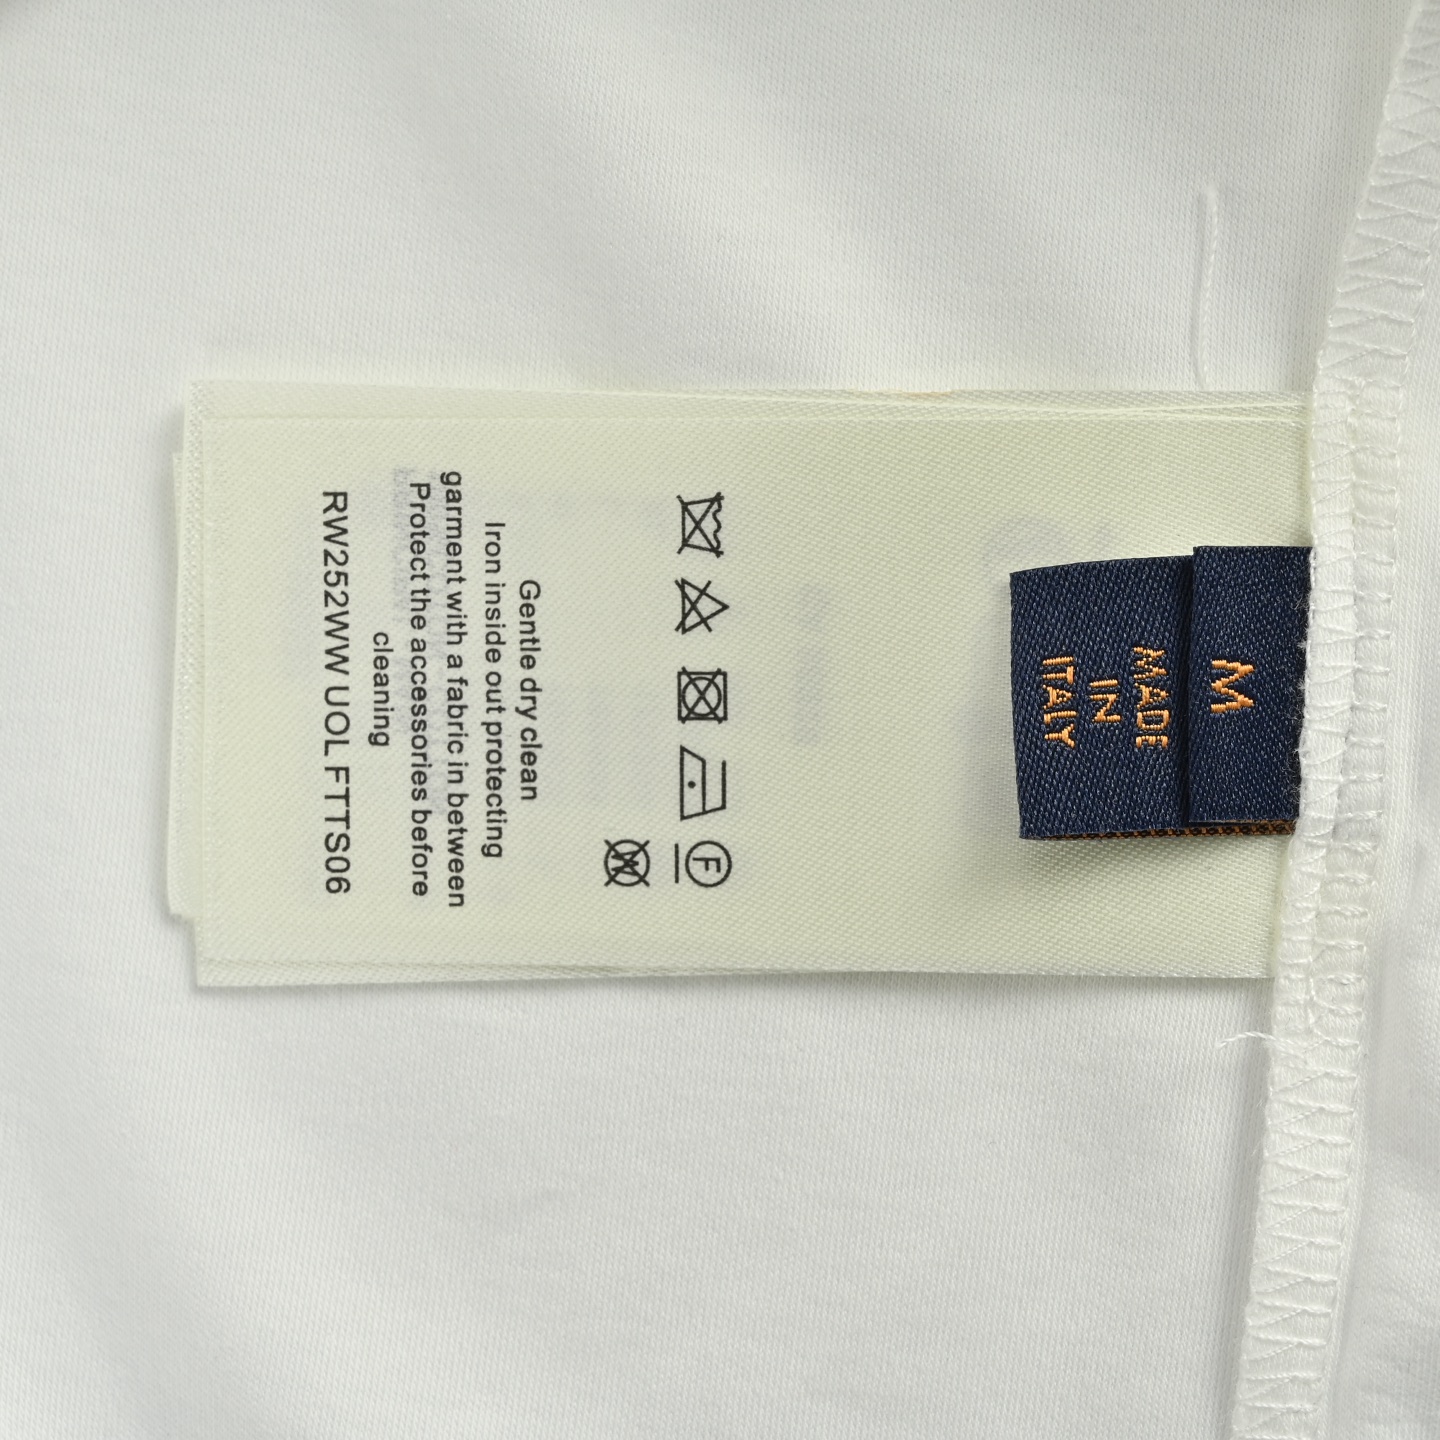 M
MADE
IN
ITALY
F
W
Gentle dry clean
Iron inside out protecting
garment with a fabric in between
Protect the accessories before
cleaning
RW252WW UOL FTTS06